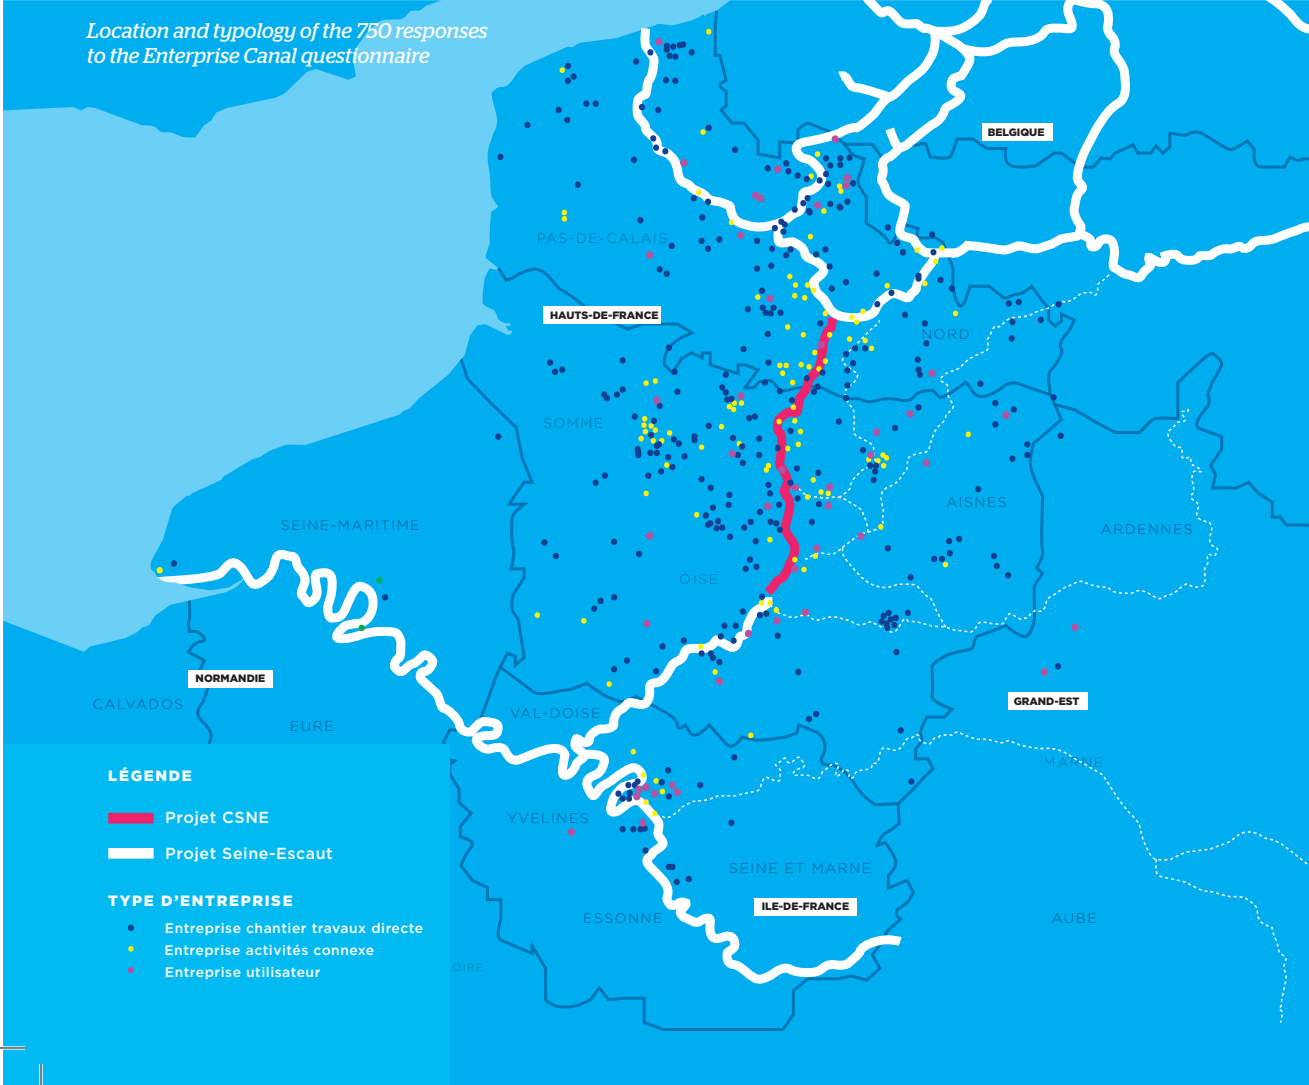 Location and typology of the 750 responses
to the Enterprise Canal questionnaire
BELGIQUE
PAS-DE-CALAIS
HAUTS-DE-FRANCE
NORD
SOMME
AISNES
SEINE-MARITIME
ARDENNES
OISE
NORMANDIE
CALVADOS
EURE
VAL-DOISE
GRAND-EST
MARNE
LÉGENDE
Projet CSNE
Projet Seine-Escaut
YVELINES
SEINE ET MARNE
TYPE D'ENTREPRISE
ILE-DE-FRANCE
ESSONNE
AUBE
Entreprise chantier travaux directe
Entreprise activités connexe
Entreprise utilisateur
OIRE